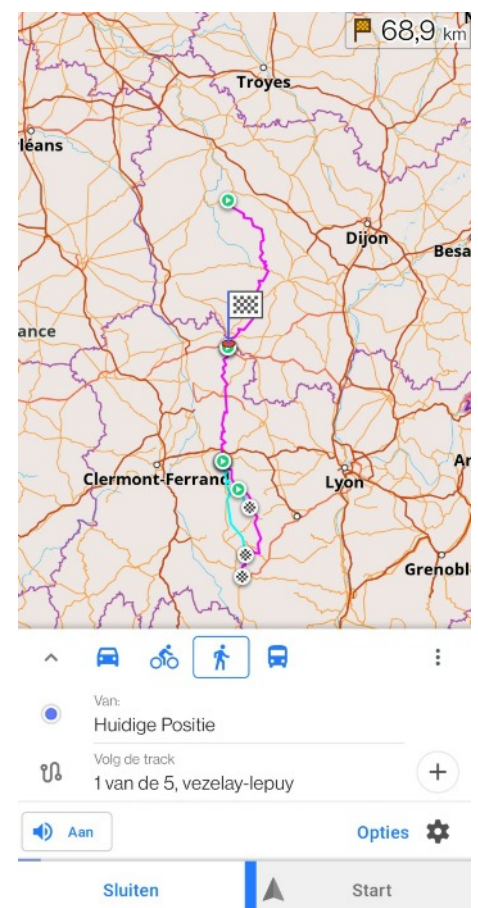 68,9 km
Troyes
léans
Dijon
Besa
ance
Clermont-Ferrand
Lyon
Ar
Grenobl
Van:
Huidige Positie
Volg de track
1 van de 5, vezelay-lepuy
Aan
Opties
Sluiten
Start